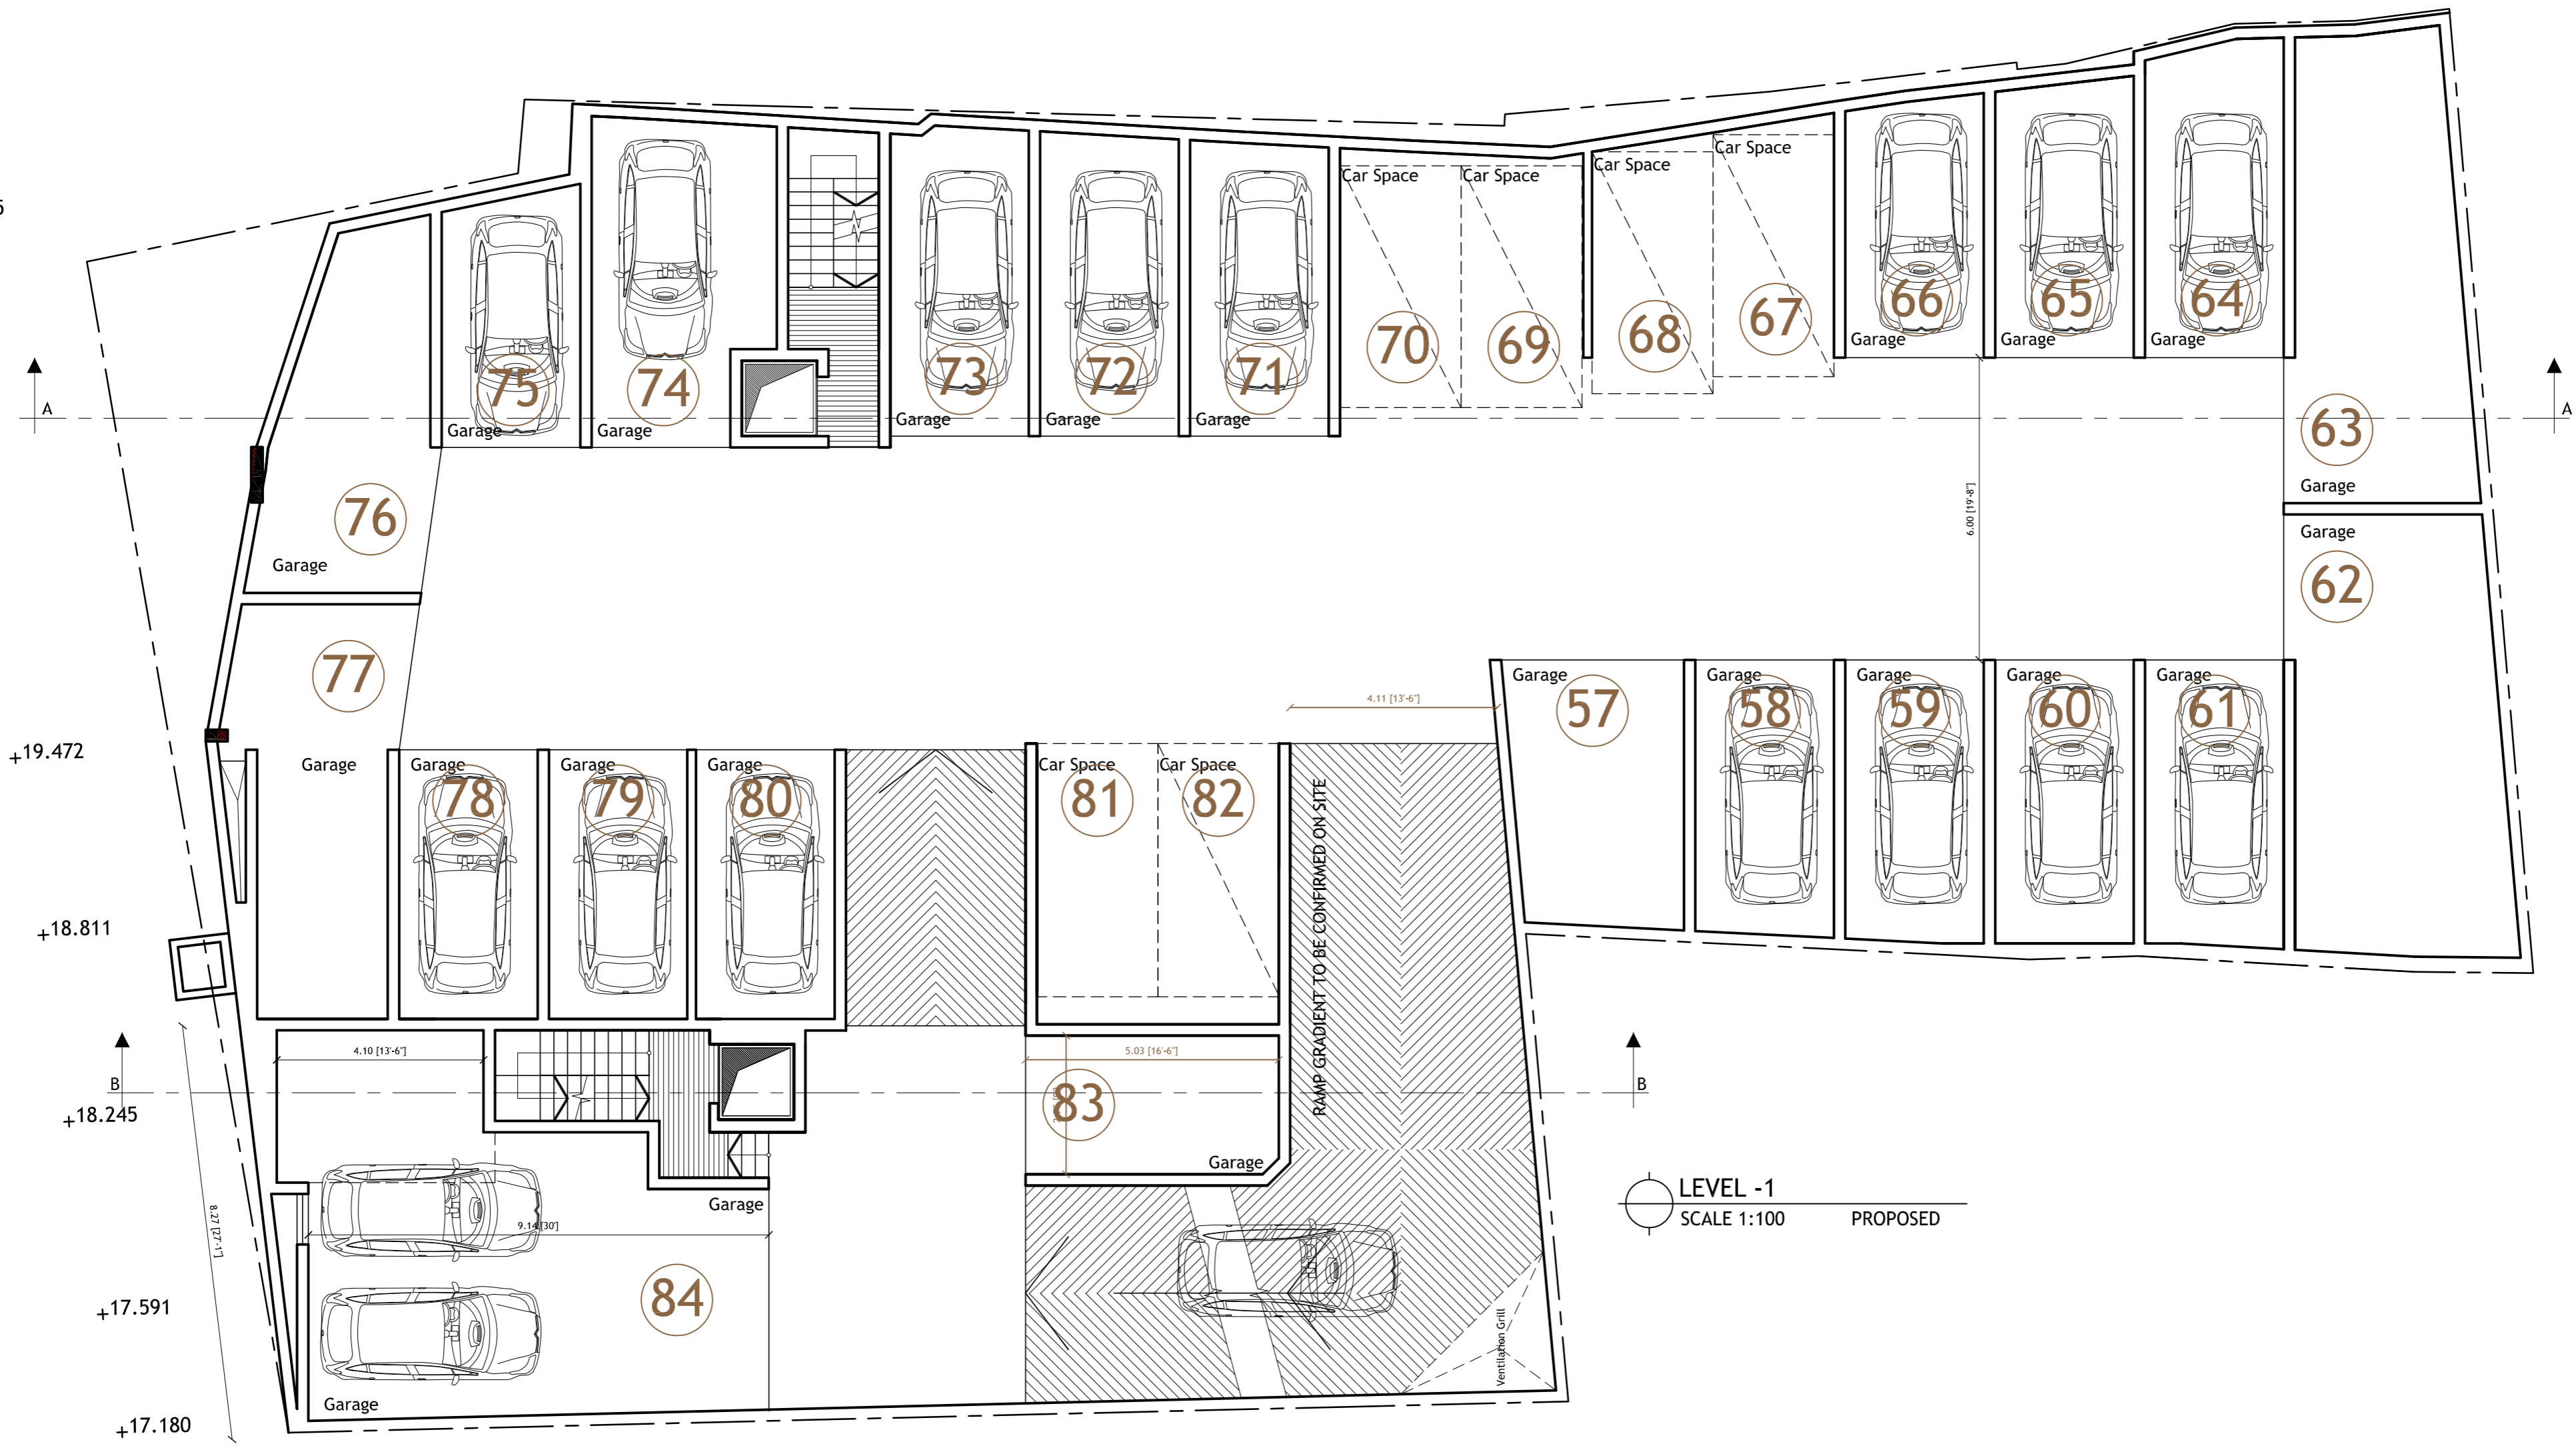 Car Space
Car Space
Car Space
Car Space
66
65
64
67
68
70
69
Garage
Garage
Garage
73
72
71
75
74
A
A
Garage
Garage
Garage
Garage
Garage
63
Garage
76
6.00 [19'-8"]
Garage
Garage
62
77
4.11 [13'-6"]
Garage
Garage
Garage
Garage
Garage
57
58
59
60
61
+19.472
Garage
Garage
Garage
Garage
Car Space
Car Space
78
79
80
81
82
RAMP GRADIENT TO BE CONFIRMED ON SITE
+18.811
4.10 [13'-6"]
5.03 [16'-6"]
B
B
83
+18.245
Garage
LEVEL -1
SCALE 1:100
PROPOSED
Garage
8.27 [27'-1"]
9.14 [30']
84
+17.591
Ventilation Grill
Garage
+17.180